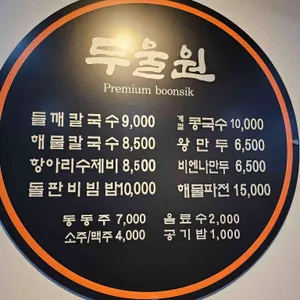 무울원
Premium boonsik
들깨칼국수 9,000
해물칼국수 8,500
항아리수제비 8,500
돌판비빔밥 10,000
계절 콩국수 10,000
왕만두 6,500
비엔나만두 6,500
해물파전 15,000
동동주 7,000
소주/맥주 4,000
음료수 2,000
공기밥 1,000